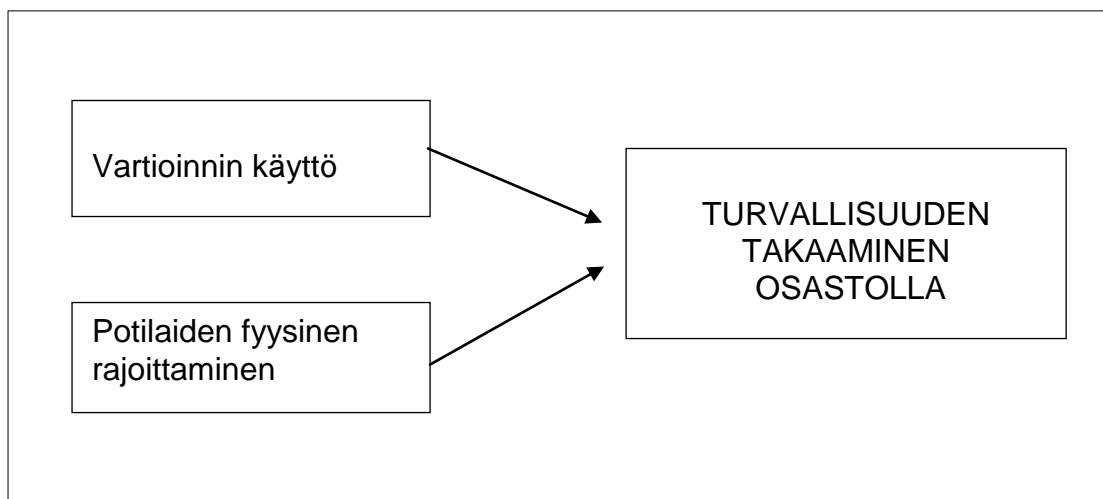 Vartioinnin käyttö
Potilaiden fyysinen
rajoittaminen
TURVALLISUUDEN
TAKAAMINEN
OSASTOLLA